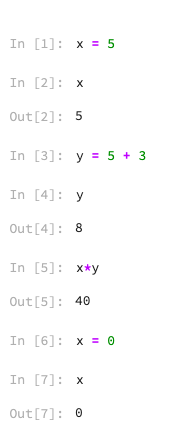 In [1]: x = 5
In [2]: x
Out[2]: 5
In [3]: y = 5 + 3
In [4]: y
Out[4]: 8
In [5]: x*y
Out[5]: 40
In [6]: x = 0
In [7]: x
Out[7]: 0